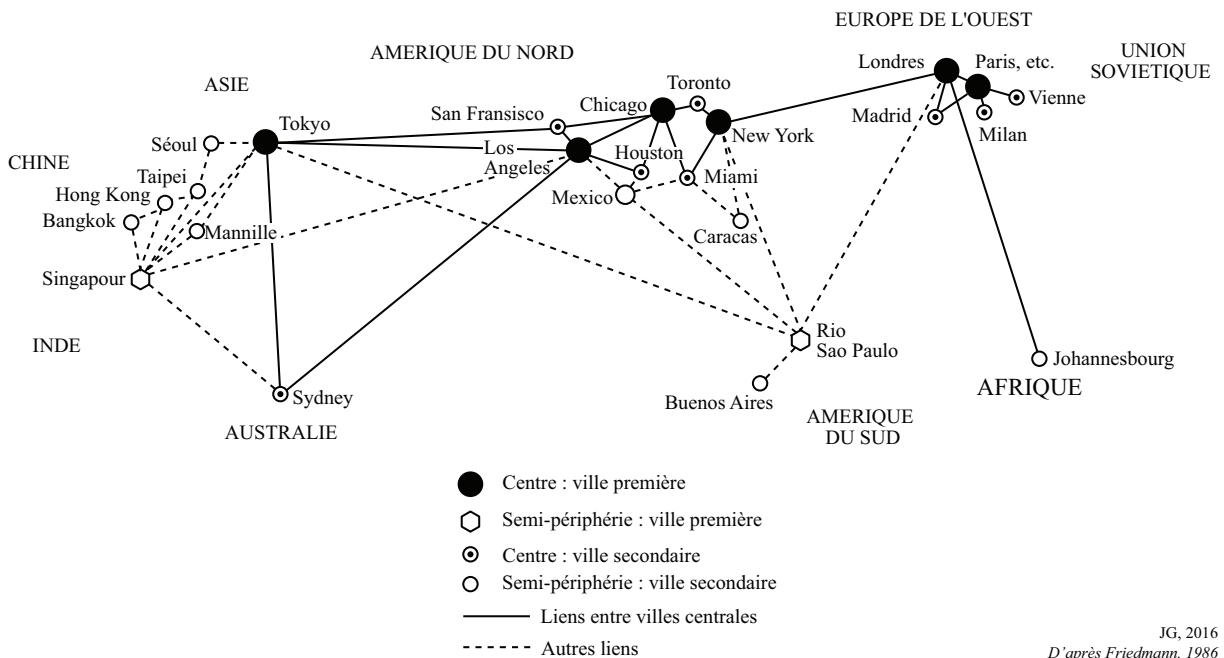 EUROPE DE L'OUEST
UNION
SOVIETIQUE
AMÉRIQUE DU NORD
ASIE
Londres
Paris, etc.
Toronto
Chicago
San Fransisco
Tokyo
Vienne
Madrid
Milan
New York
Séoul
Los
Angeles
Houston
CHINE
Taipei
Miami
Hong Kong
Mexico
Bangkok
Mannille
Caracas
Singapour
INDE
Rio
Sao Paulo
Johannesbourg
AFRIQUE
Sydney
Buenos Aires
AUSTRALIE
AMÉRIQUE
DU SUD
Centre : ville première
Semi-périphérie : ville première
Centre : ville secondaire
Semi-périphérie : ville secondaire
Liens entre villes centrales
Autres liens
JG, 2016
D'après Friedmann, 1986